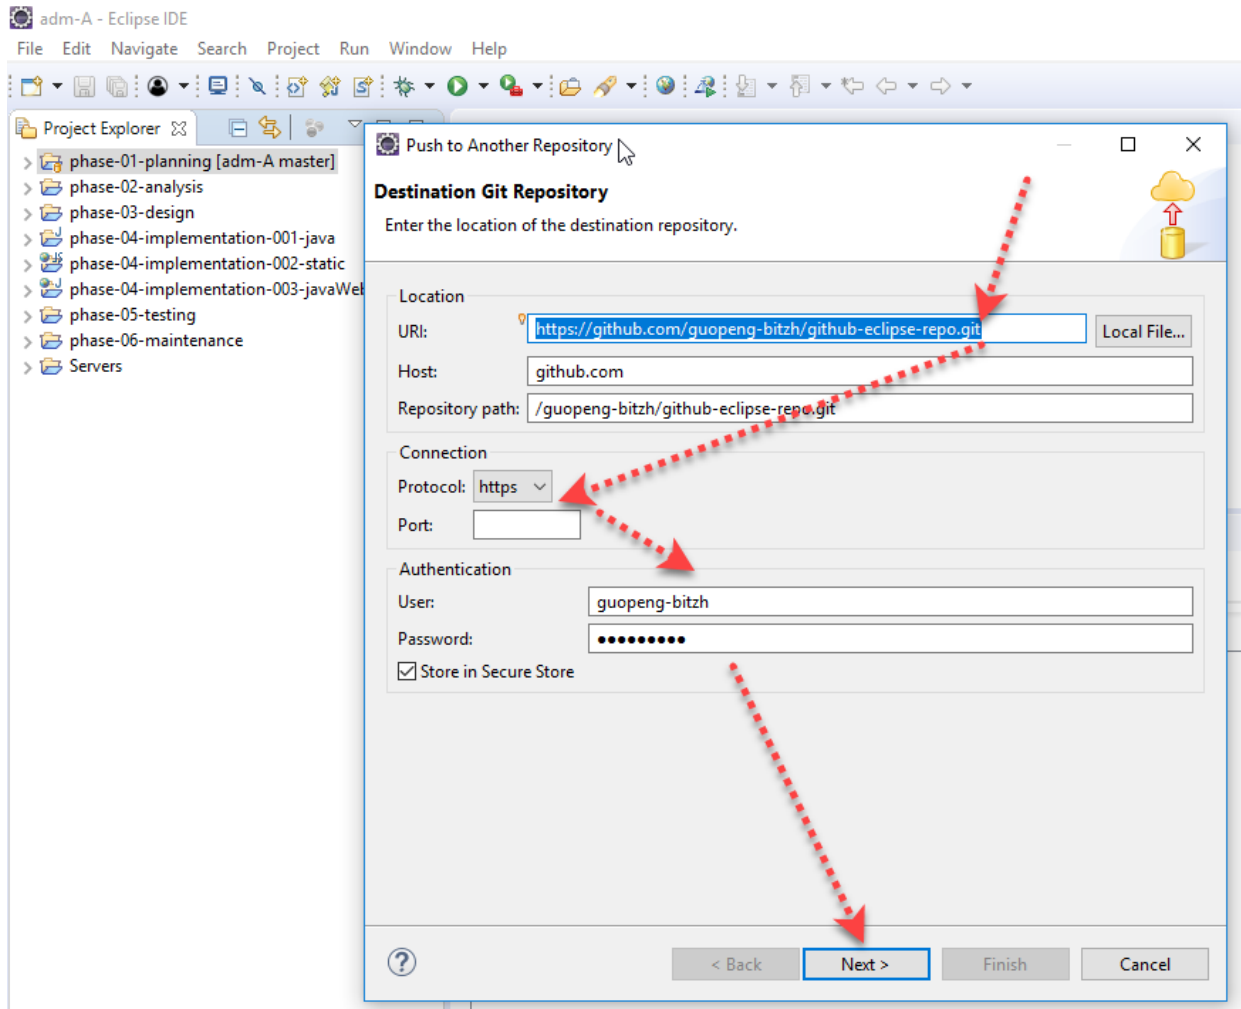 adm-A - Eclipse IDE
File Edit Navigate Search Project Run Window Help
Project Explorer
phase-01-planning [adm-A master]
phase-02-analysis
phase-03-design
phase-04-implementation-001-java
phase-04-implementation-002-static
phase-04-implementation-003-javaWeb
phase-05-testing
phase-06-maintenance
Servers
Push to Another Repository
Destination Git Repository
Enter the location of the destination repository.
Location
URI: https://github.com/guopeng-bitzh/github-eclipse-repo.git Local File...
Host: github.com
Repository path: /guopeng-bitzh/github-eclipse-repo.git
Connection
Protocol: https
Port:
Authentication
User: guopeng-bitzh
Password: ●●●●●●●●●
Store in Secure Store
? < Back Next > Finish Cancel